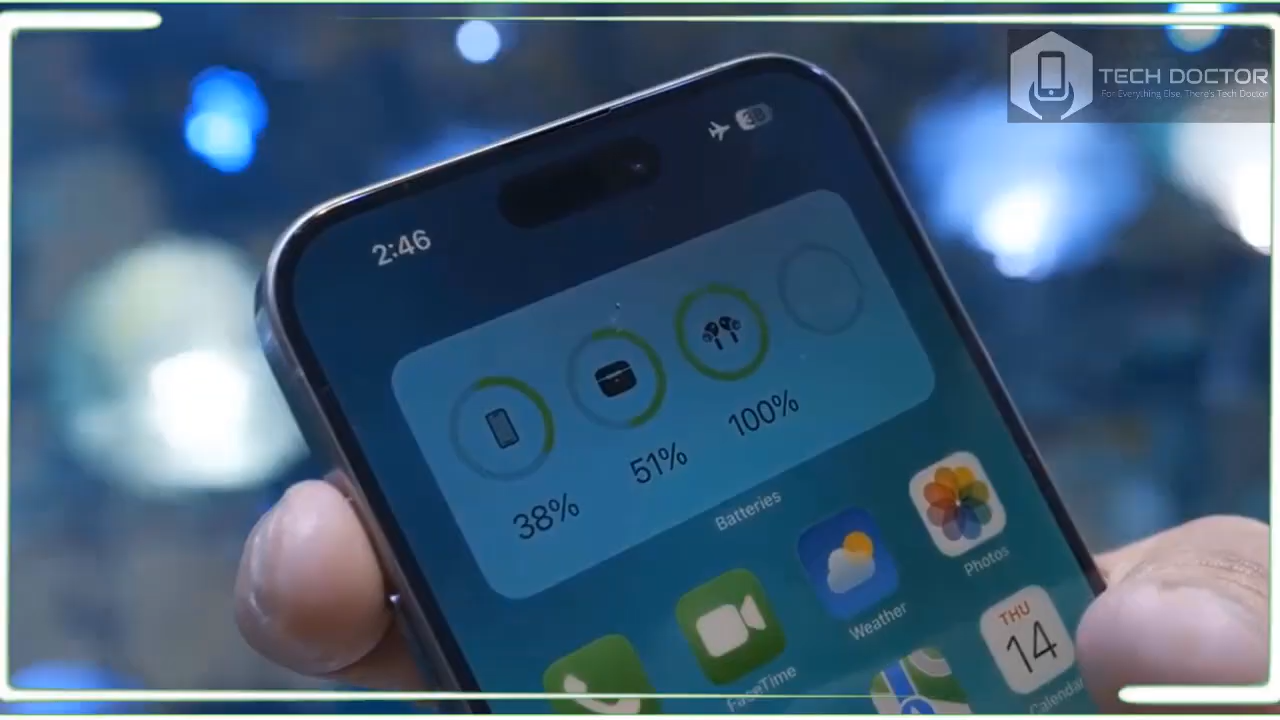 TECH DOCTOR
For Everything Else, There's Tech Doctor
2:46
38
38%
51%
100%
Batteries
Photos
Weather
FaceTime
THU
14
Calendar